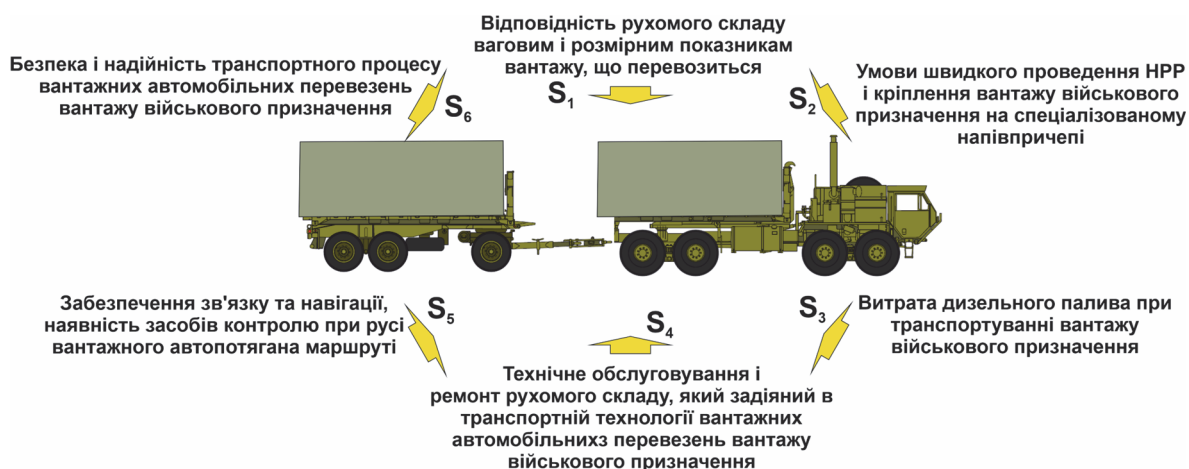 Відповідність рухомого складу
ваговим і розмірним показникам
вантажу, що перевозиться
S1
Безпека і надійність транспортного процесу
вантажних автомобільних перевезень
вантажу військового призначення
S6
Умови швидкого проведення НРР
і кріплення вантажу військового
призначення на спеціалізованому
напівпричепі
S2
Забезпечення зв'язку та навігації,
наявність засобів контролю при русі
вантажного автопотягана маршруті
S5
S4
Технічне обслуговування і
ремонт рухомого складу, який задіяний в
транспортній технології вантажних
автомобільнихз перевезень вантажу
військового призначення
S3
Витрата дизельного палива при
транспортуванні вантажу
військового призначення